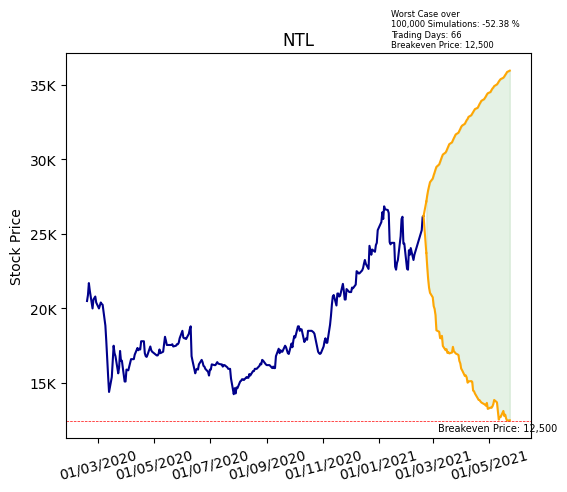 Worst Case over
100,000 Simulations: -52.38 %
Trading Days: 66
Breakeven Price: 12,500
NTL
Stock Price
35K
30K
25K
20K
15K
Breakeven Price: 12,500
01/03/2020
01/05/2020
01/07/2020
01/09/2020
01/11/2020
01/01/2021
01/03/2021
01/05/2021